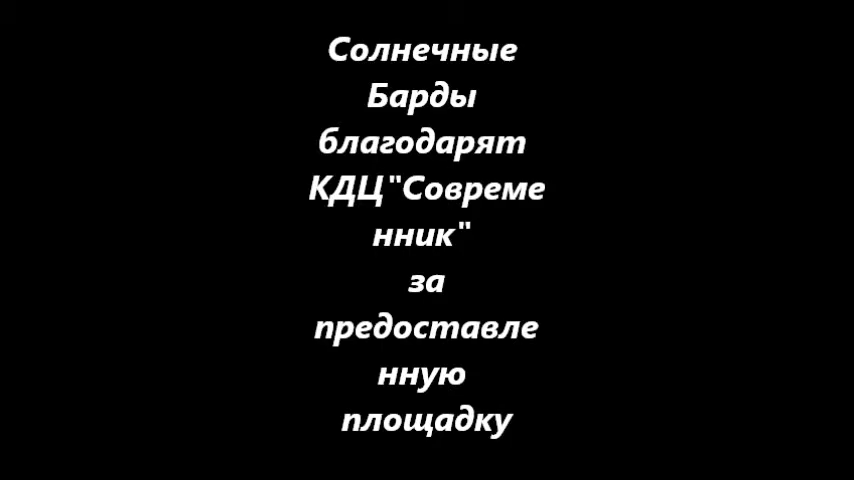 Солнечные
Барды
благодарят
КДЦ"Совреме
нник"
за
предоставле
нную
площадку